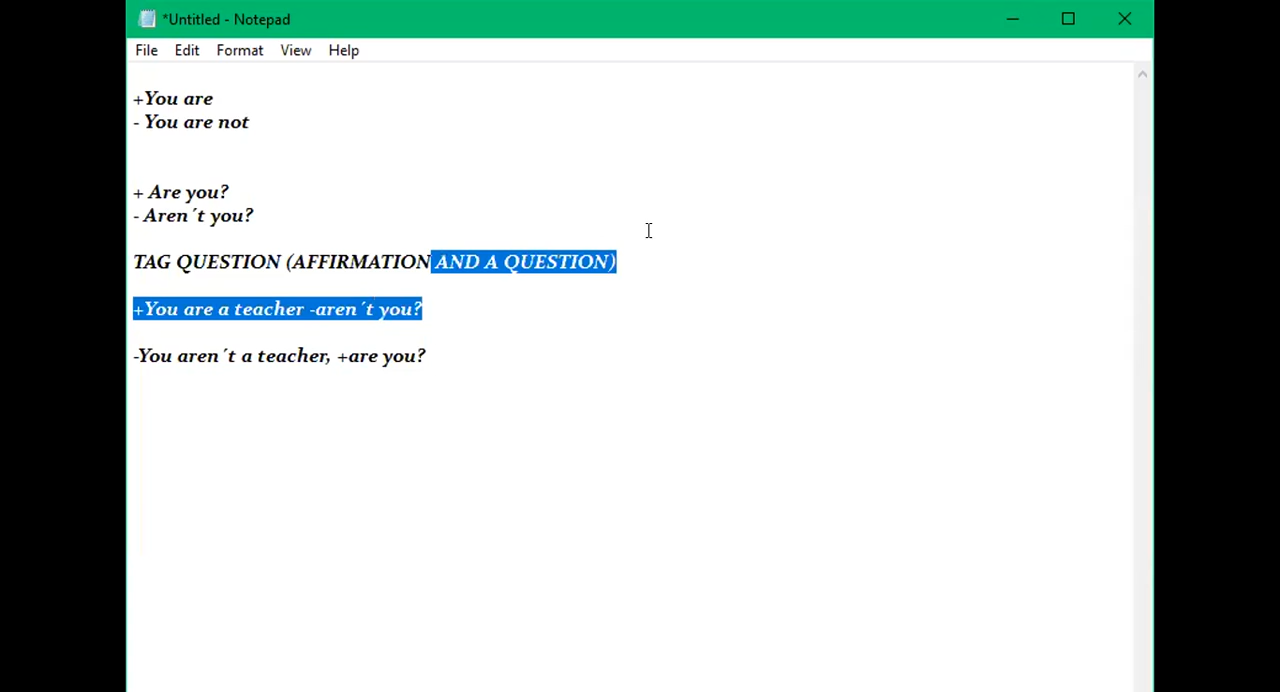 *Untitled - Notepad
File Edit Format View Help
+You are
- You are not
+ Are you?
- Aren´t you?
TAG QUESTION (AFFIRMATION AND A QUESTION)
+You are a teacher -aren´t you?
-You aren´t a teacher, +are you?